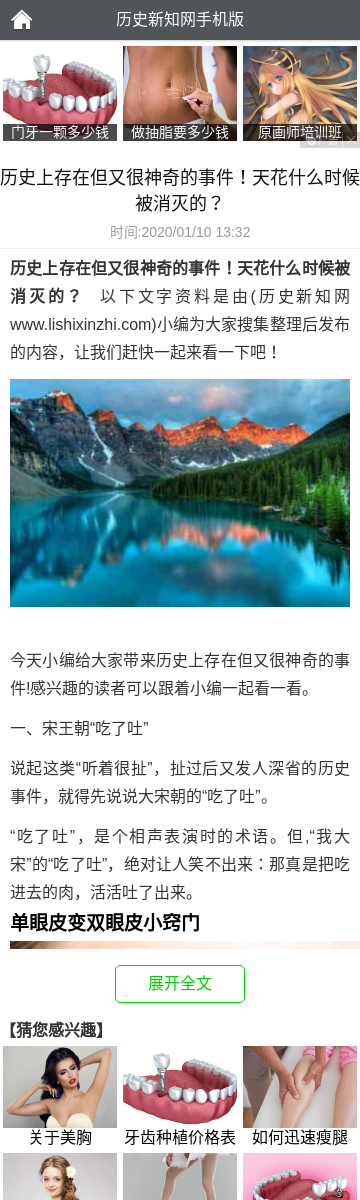 历史新知网手机版
门牙一颗多少钱
做抽脂要多少钱
原画师培训班
历史上存在但又很神奇的事件！天花什么时候
被消灭的？
时间:2020/01/10 13:32
历史上存在但又很神奇的事件！天花什么时候被
消灭的？ 以下文字资料是由(历史新知网
www.lishixinzhi.com)小编为大家搜集整理后发布
的内容，让我们赶快一起来看一下吧！
今天小编给大家带来历史上存在但又很神奇的事
件!感兴趣的读者可以跟着小编一起看一看。
一、宋王朝“吃了吐”
说起这类“听着很扯”，扯过后又发人深省的历史
事件，就得先说说大宋朝的“吃了吐”。
“吃了吐”，是个相声表演时的术语。但,“我大
宋”的“吃了吐”，绝对让人笑不出来：那真是把吃
进去的肉，活活吐了出来。
单眼皮变双眼皮小窍门
展开全文
【猜您感兴趣】
关于美胸
牙齿种植价格表
如何迅速瘦腿